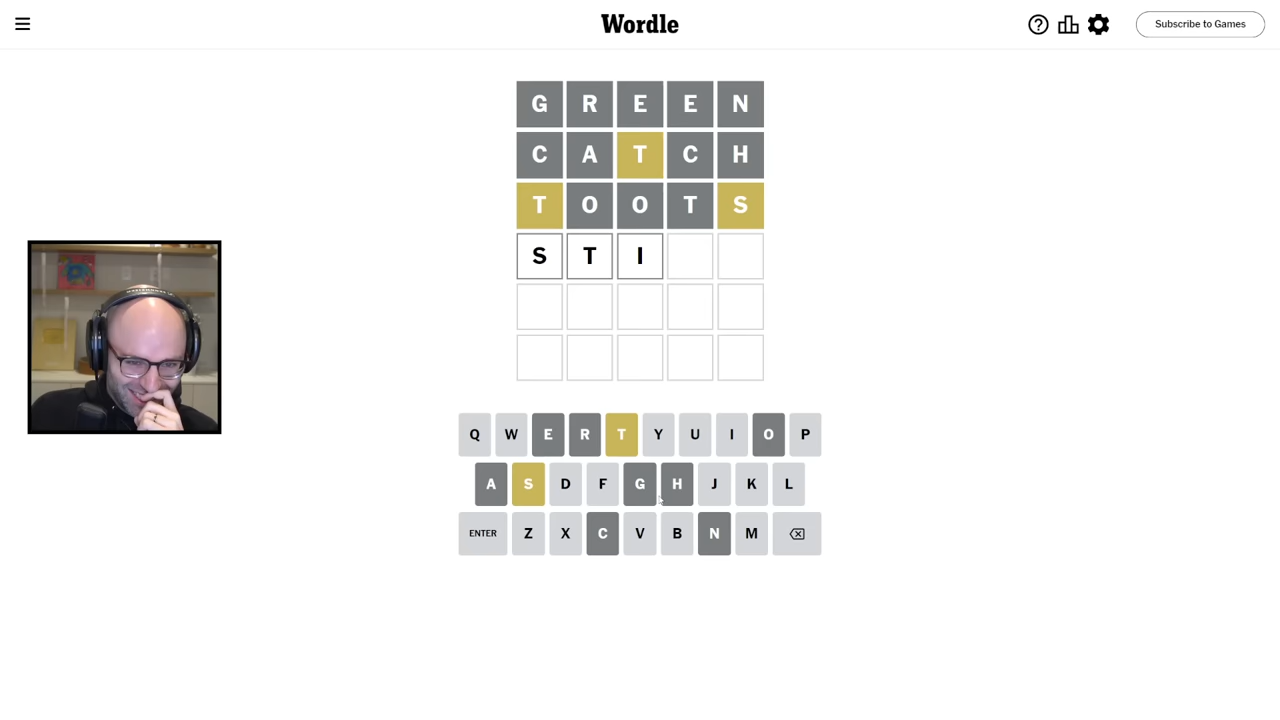 Wordle
Subscribe to Games
G R E E N
C A T C H
T O O T S
S T I
Q W E R T Y U I O P
A S D F G H J K L
ENTER Z X C V B N M